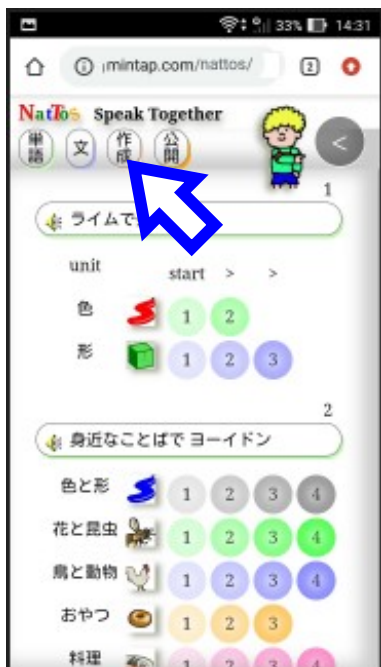 33% 14:31
mintap.com/nattos/ 2
NatTos Speak Together
単語 文 作成 公開 <
1
ライムで
unit start > >
色 1 2
形 1 2 3
2
身近なことばで ヨーイドン
色と形 1 2 3 4
花と昆虫 1 2 3 4
鳥と動物 1 2 3 4
おやつ 1 2 3
料理 1 2 3